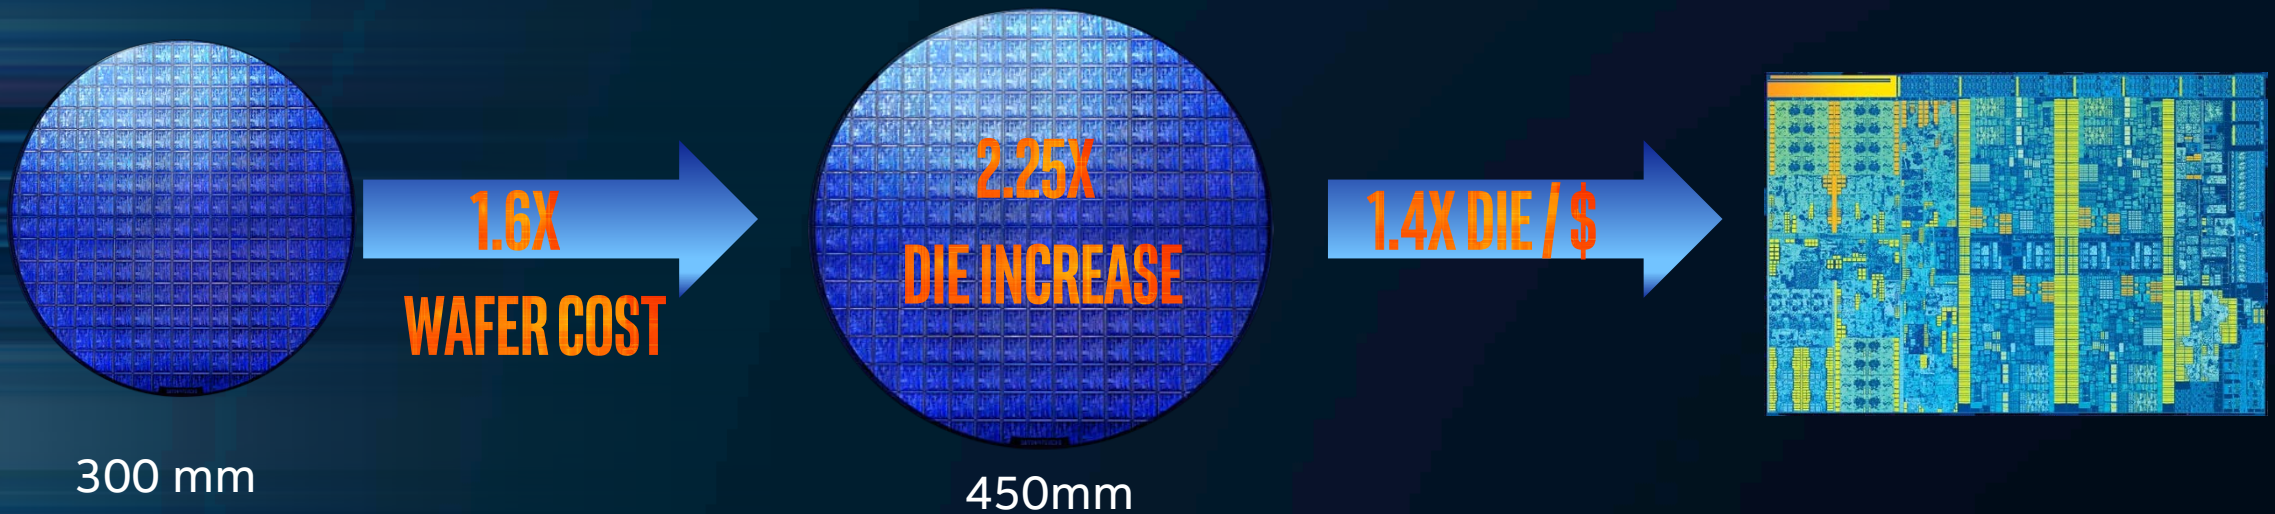 300 mm
1.6X
WAFER COST
2.25X
DIE INCREASE
450mm
1.4X DIE / $